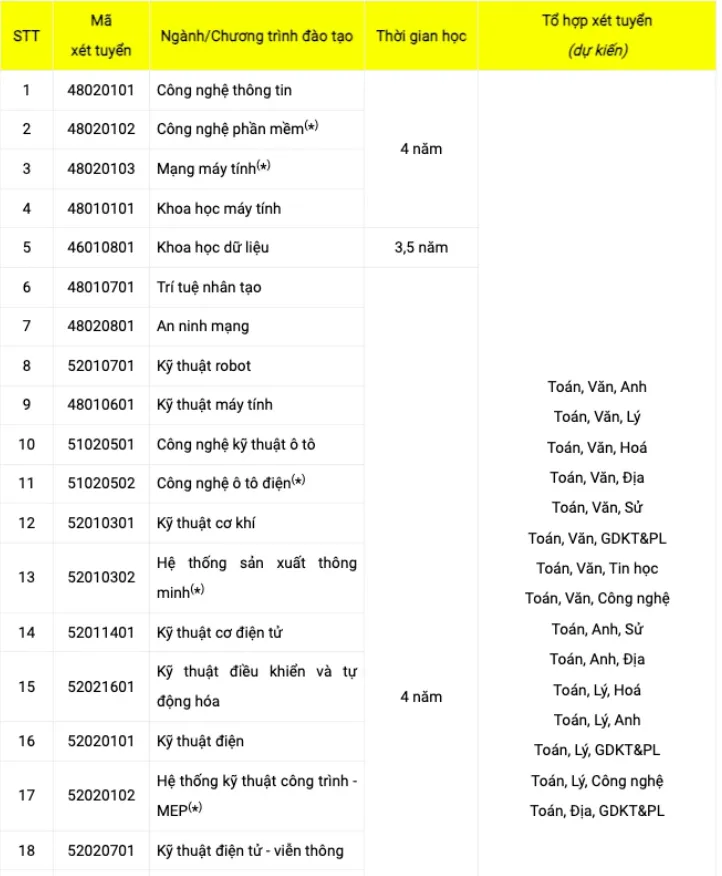 STT
Mã
xét tuyển
Ngành/Chương trình đào tạo
Thời gian học
Tổ hợp xét tuyển
(dự kiến)
1 48020101 Công nghệ thông tin
2 48020102 Công nghệ phần mềm(*)
3 48020103 Mạng máy tính(*)
4 48010101 Khoa học máy tính
4 năm
5 46010801 Khoa học dữ liệu 3,5 năm
6 48010701 Trí tuệ nhân tạo
7 48020801 An ninh mạng
8 52010701 Kỹ thuật robot
9 48010601 Kỹ thuật máy tính
10 51020501 Công nghệ kỹ thuật ô tô
11 51020502 Công nghệ ô tô điện(*)
12 52010301 Kỹ thuật cơ khí
13 52010302 Hệ thống sản xuất thông
minh(*)
14 52011401 Kỹ thuật cơ điện tử
15 52021601 Kỹ thuật điều khiển và tự
động hóa
16 52020101 Kỹ thuật điện
17 52020102 Hệ thống kỹ thuật công trình -
MEP(*)
18 52020701 Kỹ thuật điện tử - viễn thông
4 năm
Toán, Văn, Anh
Toán, Văn, Lý
Toán, Văn, Hoá
Toán, Văn, Địa
Toán, Văn, Sử
Toán, Văn, GDKT&PL
Toán, Văn, Tin học
Toán, Văn, Công nghệ
Toán, Anh, Sử
Toán, Anh, Địa
Toán, Lý, Hoá
Toán, Lý, Anh
Toán, Lý, GDKT&PL
Toán, Lý, Công nghệ
Toán, Địa, GDKT&PL